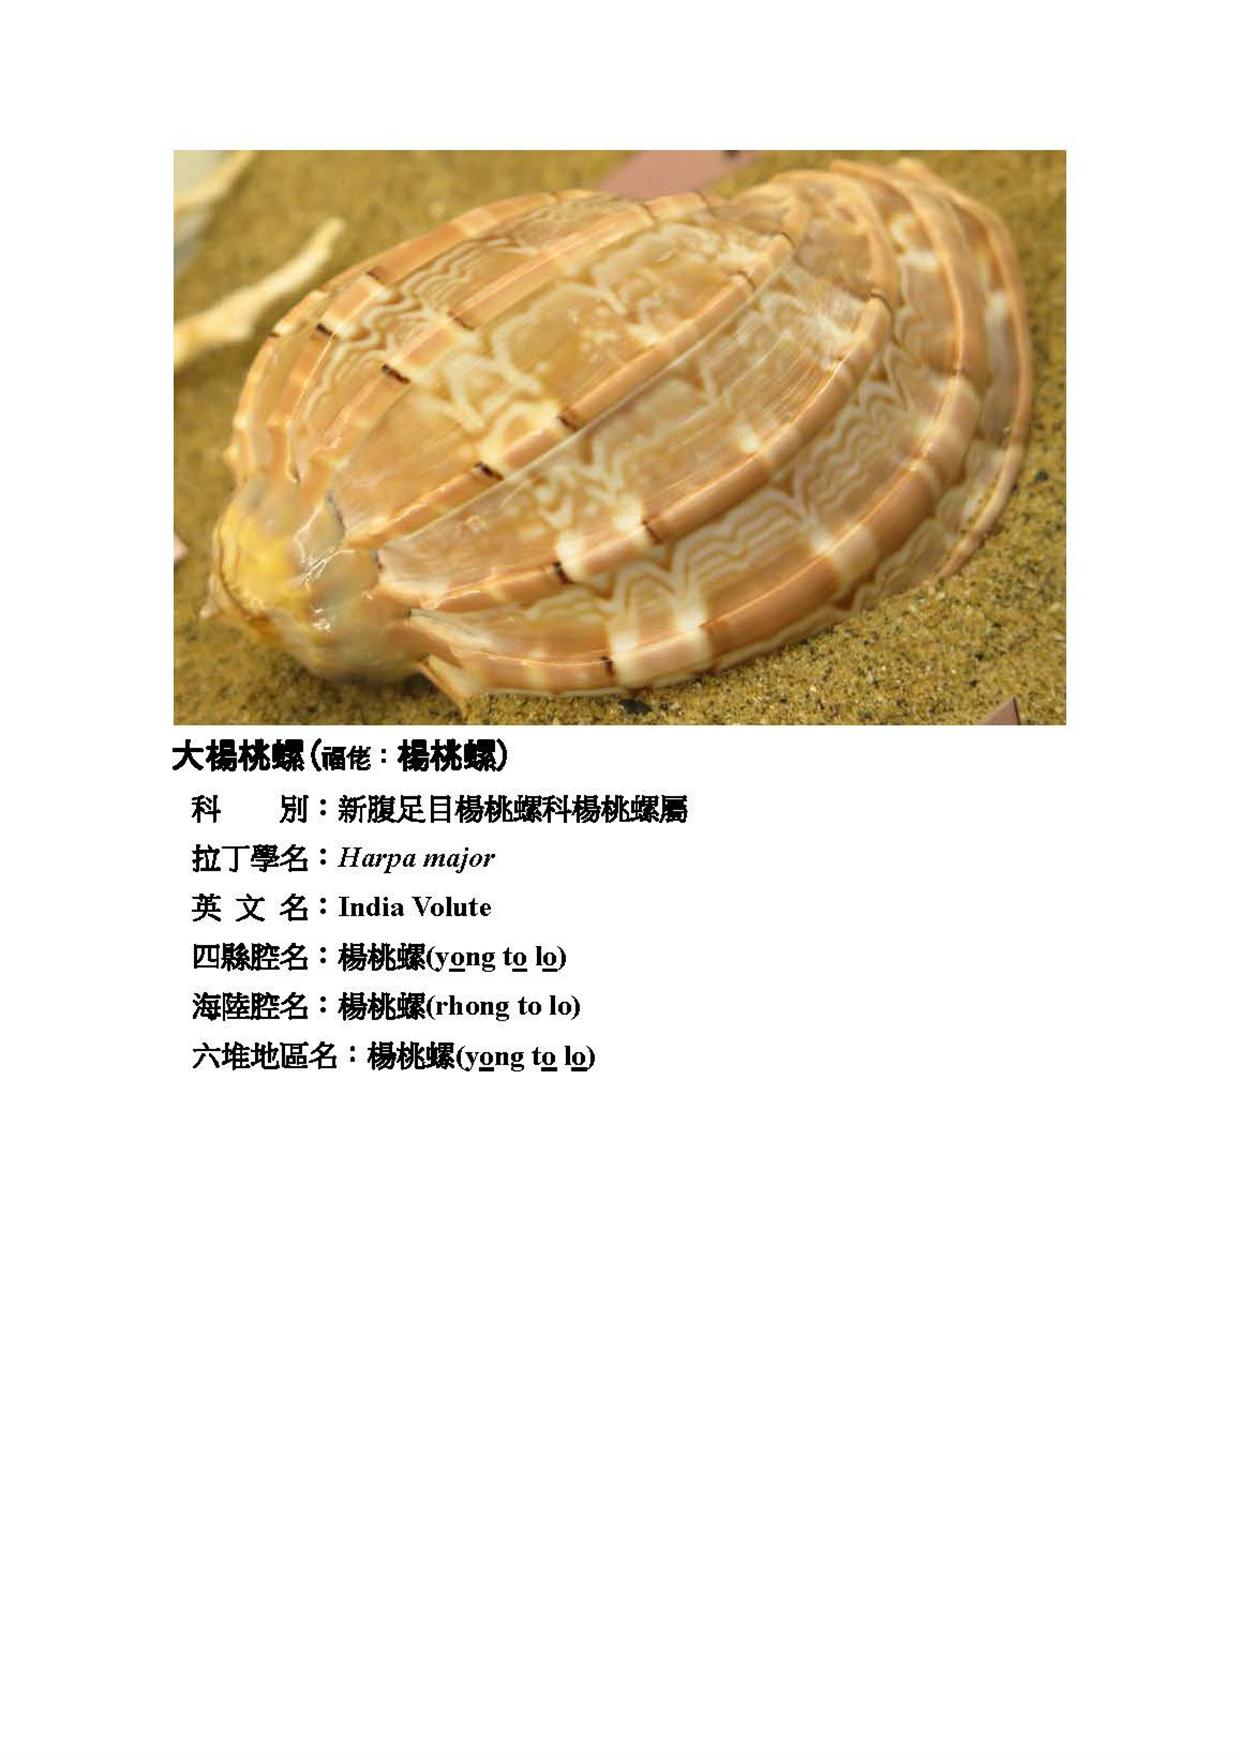 大楊桃螺(福佬：楊桃螺)
科　　別：新腹足目楊桃螺科楊桃螺屬
拉丁學名：Harpa major
英 文 名：India Volute
四縣腔名：楊桃螺(yong to lo)
海陸腔名：楊桃螺(rhong to lo)
六堆地區名：楊桃螺(yong to lo)